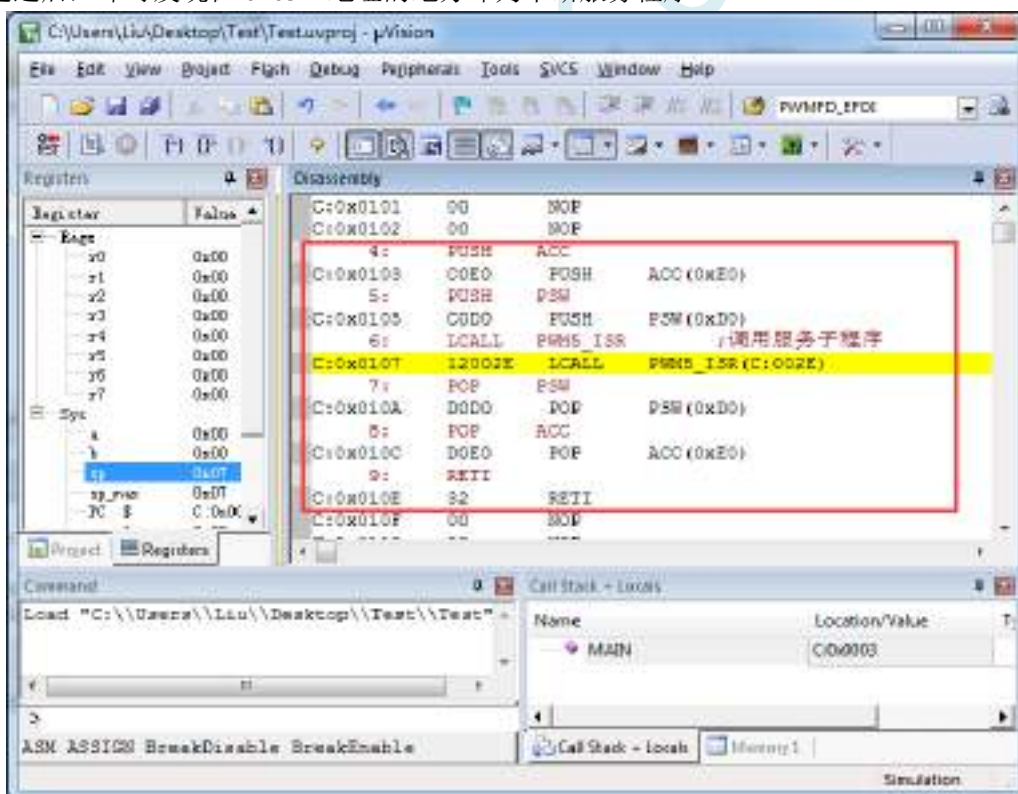 C:\Users\Liu\Desktop\Test\Test.uvproj - µVision
File Edit View Project Flash Debug Peripherals Tools SVCS Window Help
PWMFD_EFDI
Registers
Register Value
Regs
r0 0x00
r1 0x00
r2 0x00
r3 0x00
r4 0x00
r5 0x00
r6 0x00
r7 0x00
Sys
a 0x00
b 0x00
sp 0x07
sp_max 0x07
PC $
Project Registers
Disassembly
C:0x0101 00 NOP
C:0x0102 00 NOP
4: PUSH ACC
C:0x0103 C0E0 PUSH ACC(0xE0)
5: PUSH PSW
C:0x0105 C0D0 PUSH PSW(0xD0)
6: LCALL PWM5_ISR ;调用服务子程序
C:0x0107 12002E LCALL PWM5_ISR(C:002E)
7: POP PSW
C:0x010A D0D0 POP PSW(0xD0)
8: POP ACC
C:0x010C D0E0 POP ACC(0xE0)
9: RETI
C:0x010E 32 RETI
C:0x010F 00 NOP
Command
Load "C:\\Users\\Liu\\Desktop\\Test\\Test"
>
ASM ASSIGN BreakDisable BreakEnable
Call Stack + Locals
Name Location/Value
MAIN C:0x0003
Call Stack + Locals Memory 1
Simulation